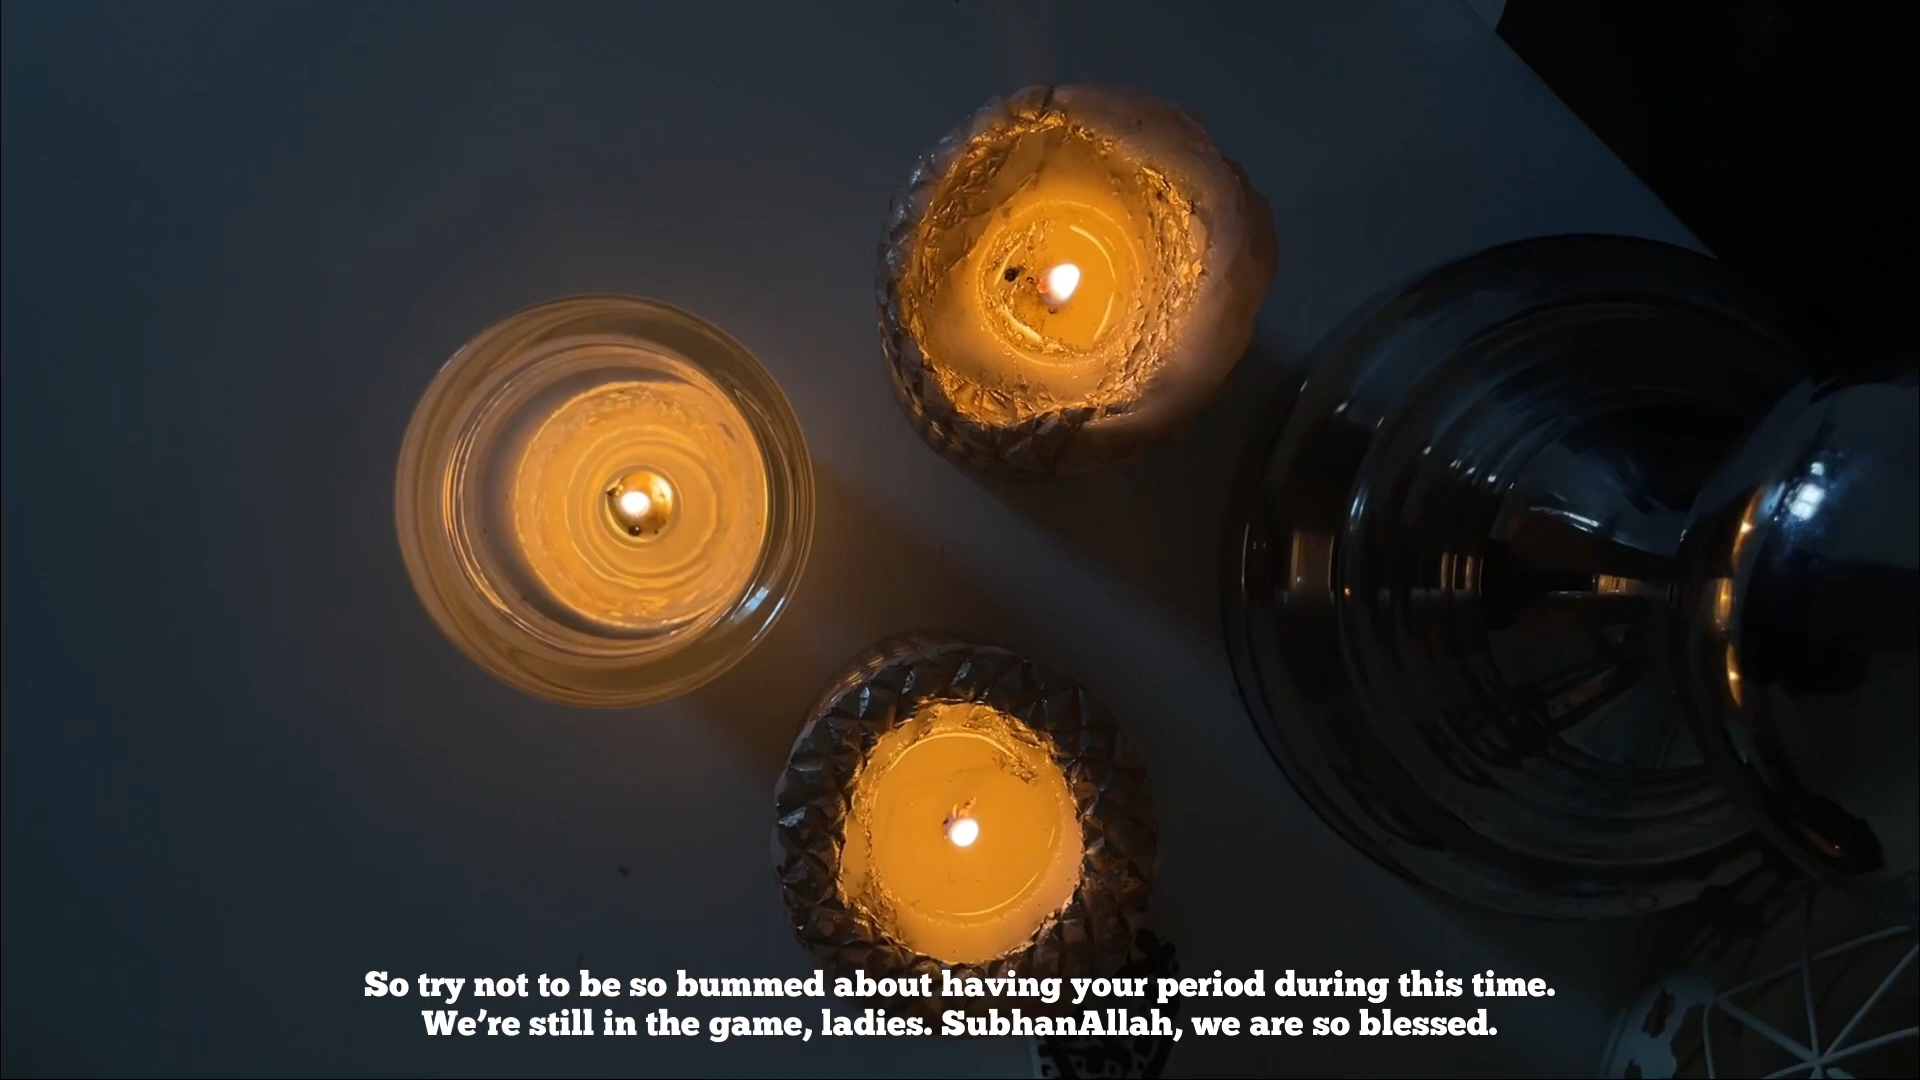 So try not to be so bummed about having your period during this time.
We’re still in the game, ladies. SubhanAllah, we are so blessed.